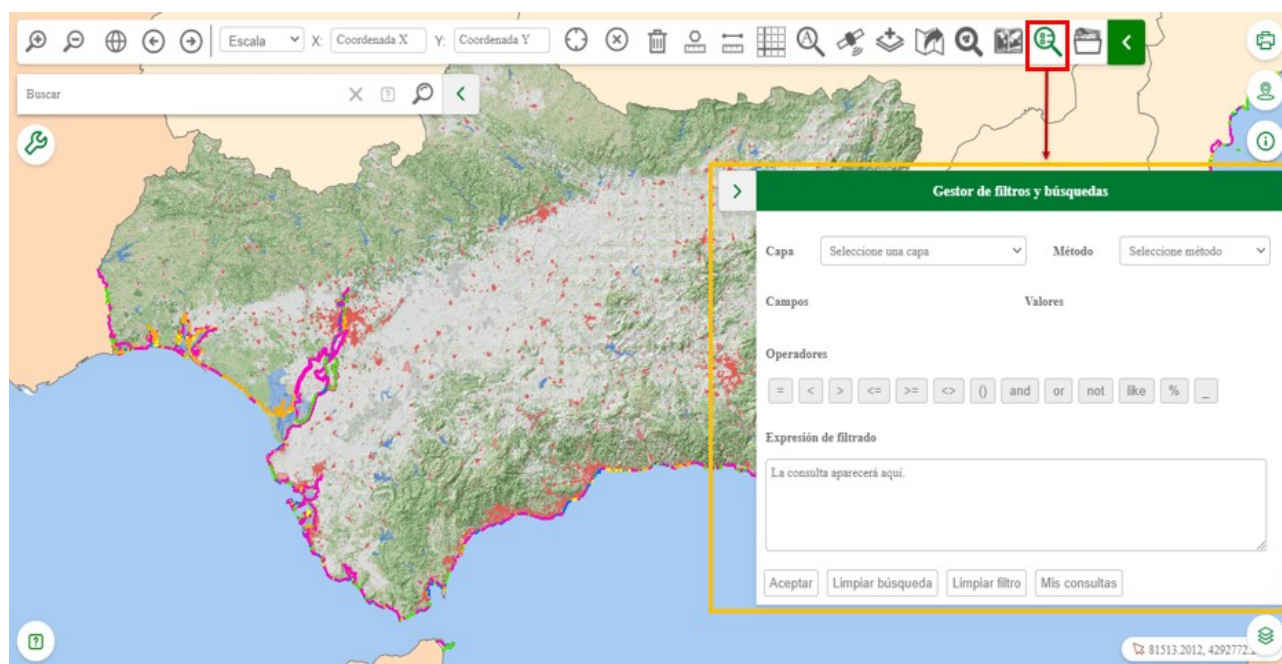 Escala X: Coordenada X Y: Coordenada Y
Buscar
Gestor de filtros y búsquedas
Capa Seleccione una capa Método Seleccione método
Campos Valores
Operadores
= < > <= >= <> () and or not like % _
Expresión de filtrado
La consulta aparecerá aquí.
Aceptar Limpiar búsqueda Limpiar filtro Mis consultas
81513.2012, 4292772.